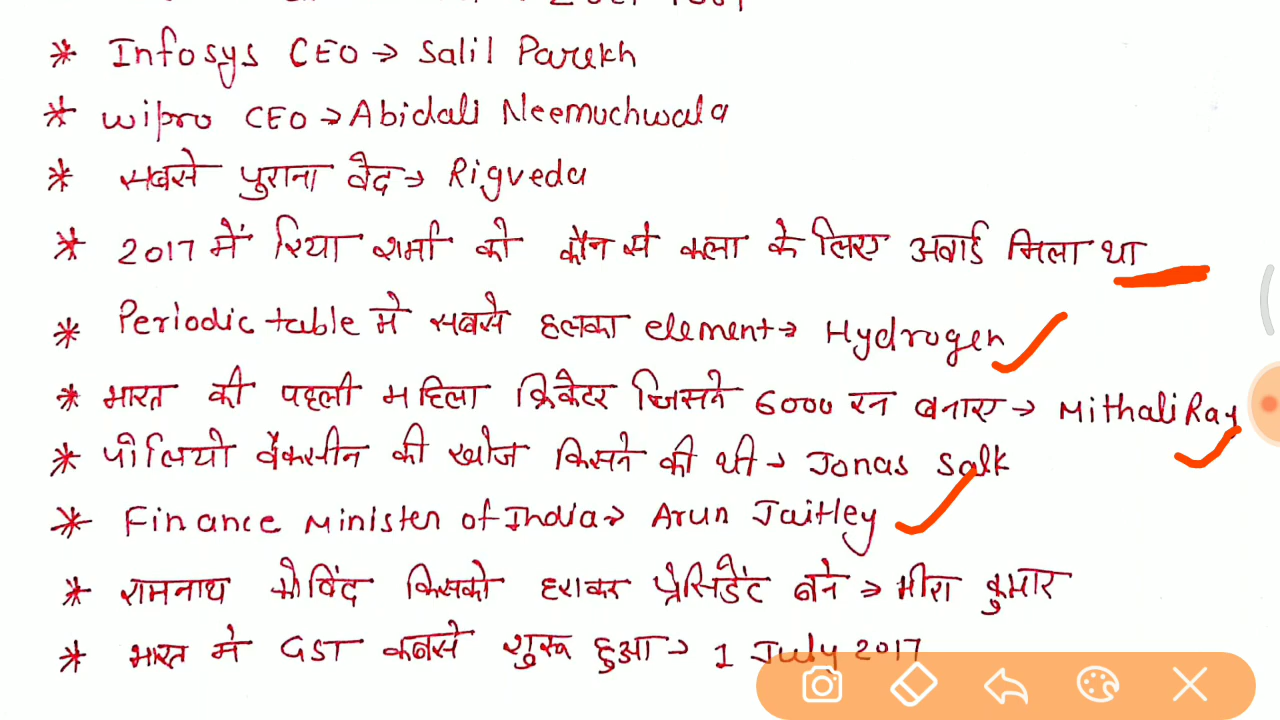 * Infosys CEO → Salil Parekh
* Wipro CEO → Abidali Neemuchwala
* सबसे पुराना वेद → Rigveda
* 2017 में रिया शर्मा को कौन से कला के लिए अवार्ड मिला था
* Periodic table मे सबसे हलका element → Hydrogen
* भारत की पहली महिला क्रिकेटर जिसने 6000 रन बनाए → Mithali Ray
* पोलियो वैक्सीन की खोज किसने की थी → Jonas Salk
* Finance Minister of India → Arun Jaitley
* रामनाथ कोविंद किसको हराकर प्रेसिडेंट बने → मीरा कुमार
* भारत मे GST कबसे शुरू हुआ → 1 July 2017